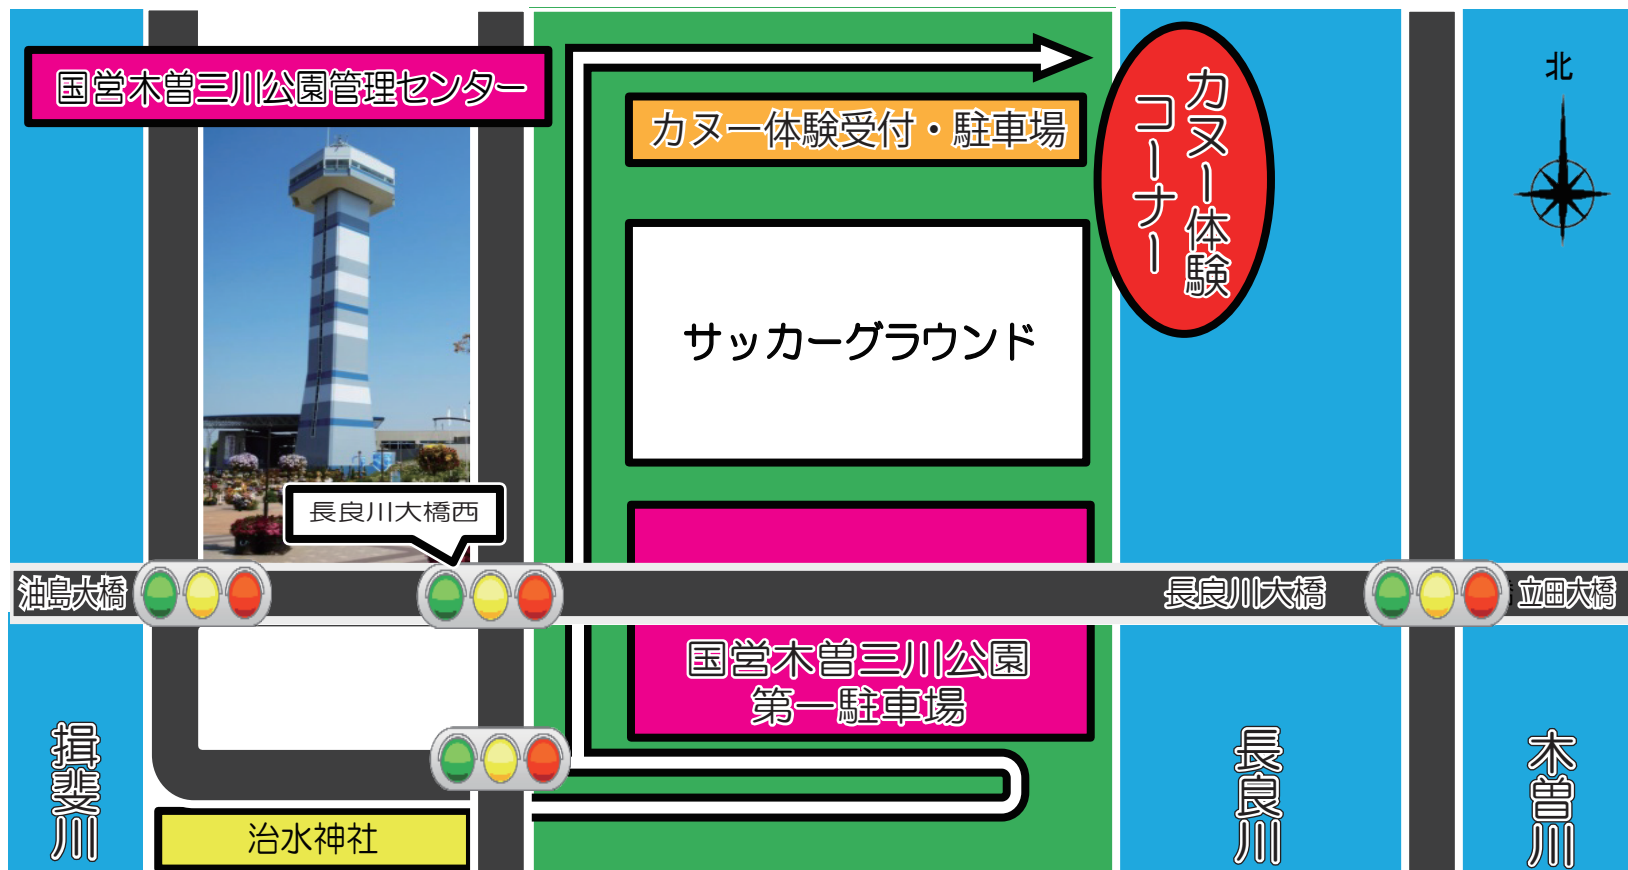 国営木曽三川公園管理センター
カヌー体験受付・駐車場
カヌー体験
コーナー
北
サッカーグラウンド
長良川大橋西
油島大橋
長良川大橋
立田大橋
国営木曽三川公園
第一駐車場
揖斐川
長良川
木曽川
治水神社